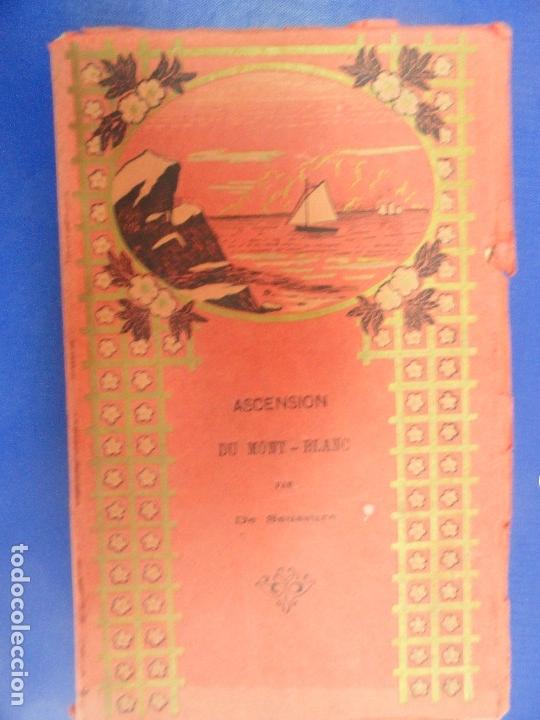 ASCENSION
DU MONT-BLANC
PAR
De Saussure
todocoleccion